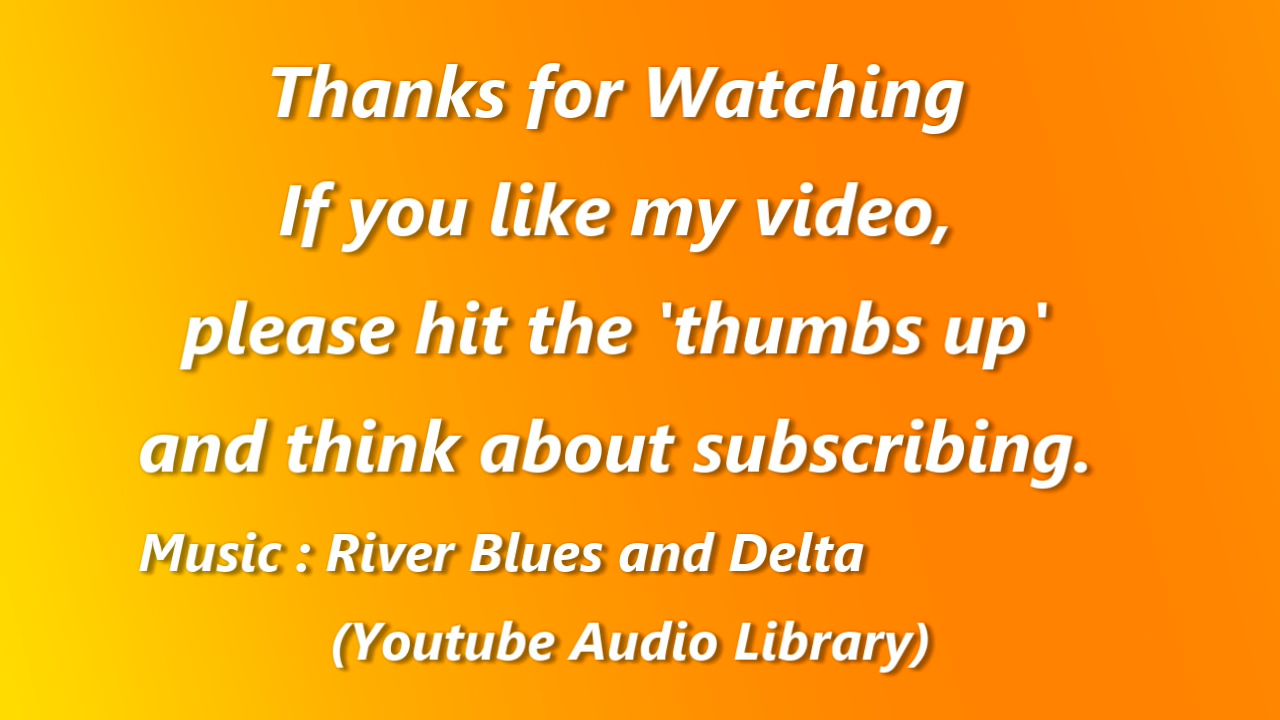 Thanks for Watching
If you like my video,
please hit the 'thumbs up'
and think about subscribing.
Music : River Blues and Delta
(Youtube Audio Library)